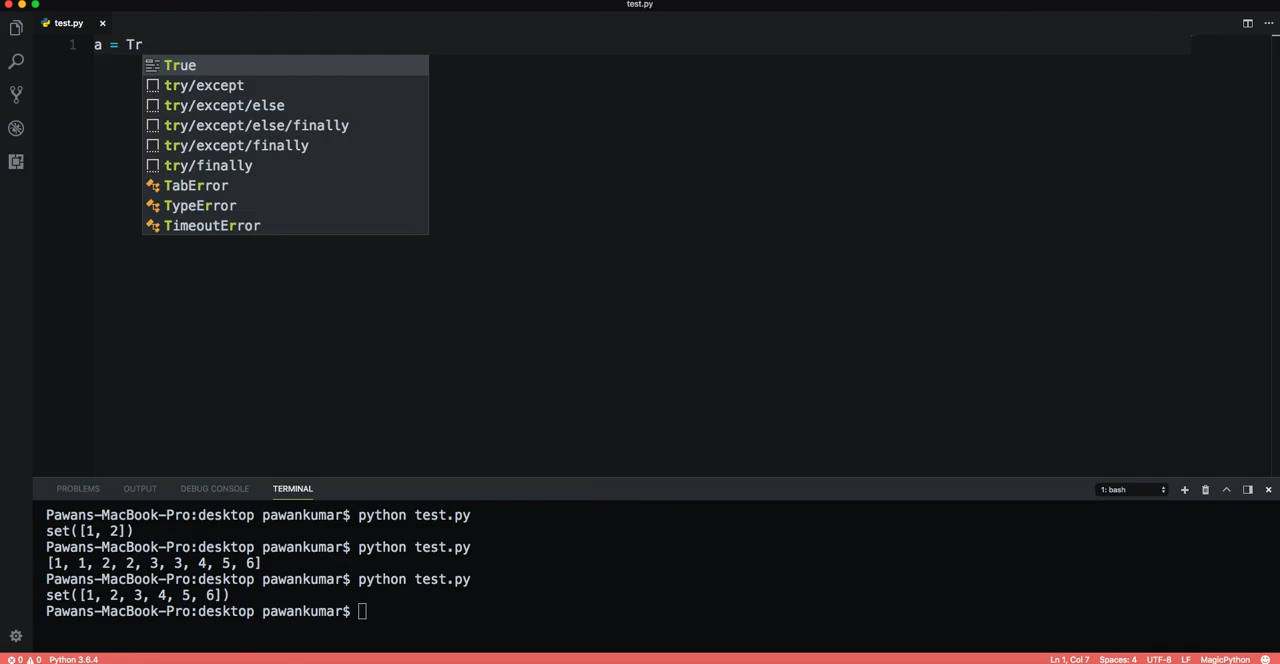 test.py
test.py
1 a = Tr
True
try/except
try/except/else
try/except/else/finally
try/except/finally
try/finally
TabError
TypeError
TimeoutError
PROBLEMS OUTPUT DEBUG CONSOLE TERMINAL 1: bash
Pawans-MacBook-Pro:desktop pawankumar$ python test.py
set([1, 2])
Pawans-MacBook-Pro:desktop pawankumar$ python test.py
[1, 1, 2, 2, 3, 3, 4, 5, 6]
Pawans-MacBook-Pro:desktop pawankumar$ python test.py
set([1, 2, 3, 4, 5, 6])
Pawans-MacBook-Pro:desktop pawankumar$
0 0 Python 3.6.4 Ln 1, Col 7 Spaces: 4 UTF-8 LF MagicPython